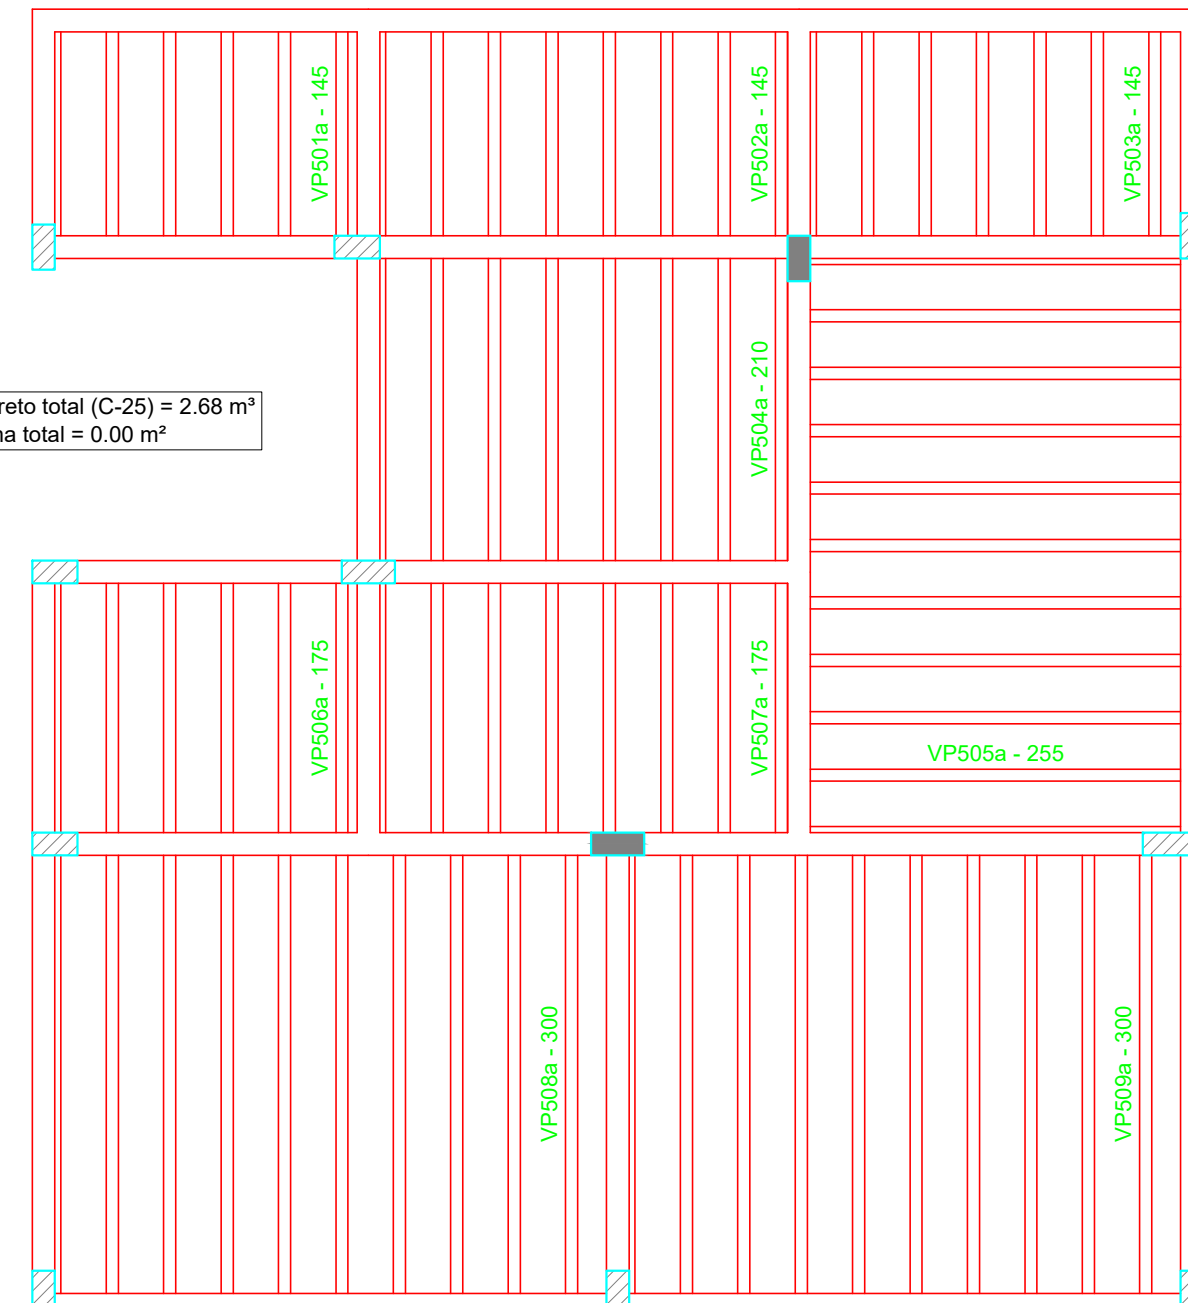 VP501a - 145
VP502a - 145
VP503a - 145
VP504a - 210
reto total (C-25) = 2.68 m³
a total = 0.00 m²
VP506a - 175
VP507a - 175
VP505a - 255
VP508a - 300
VP509a - 300